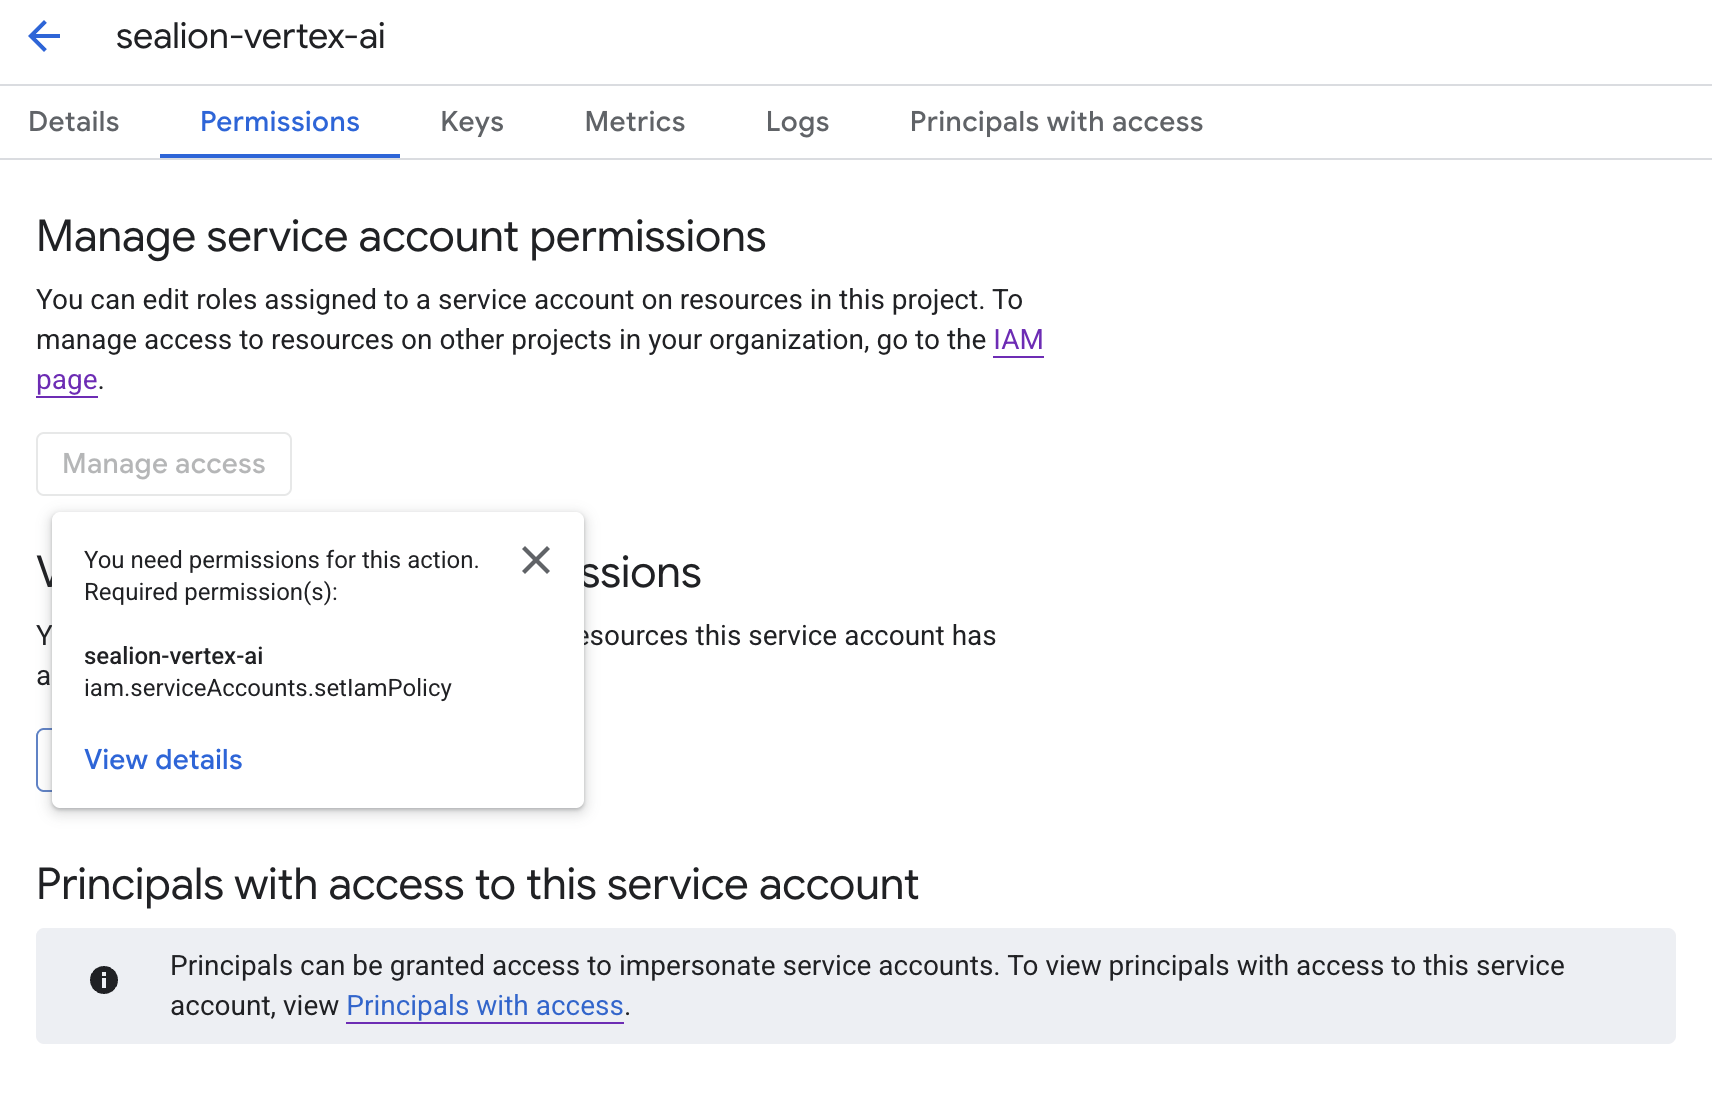 sealion-vertex-ai
Details Permissions Keys Metrics Logs Principals with access
Manage service account permissions
You can edit roles assigned to a service account on resources in this project. To
manage access to resources on other projects in your organization, go to the IAM
page.
Manage access
You need permissions for this action.
Required permission(s):
sealion-vertex-ai
iam.serviceAccounts.setIamPolicy
View details
ssions
esources this service account has
Principals with access to this service account
Principals can be granted access to impersonate service accounts. To view principals with access to this service
account, view Principals with access.